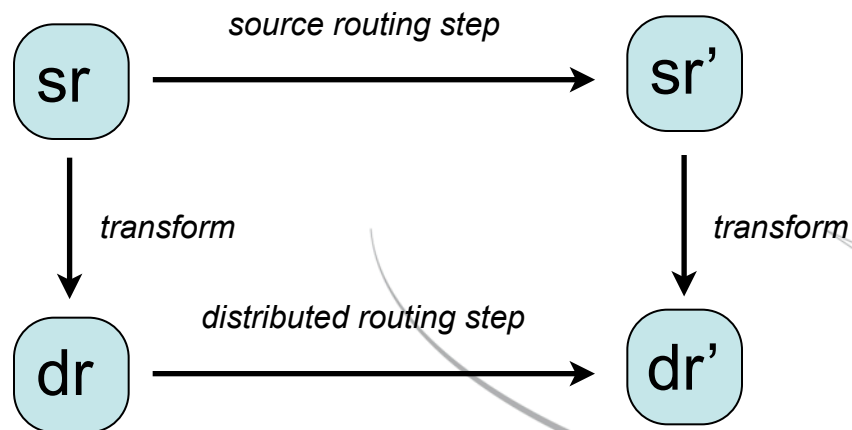 source routing step
sr
sr’
transform
transform
distributed routing step
dr
dr’